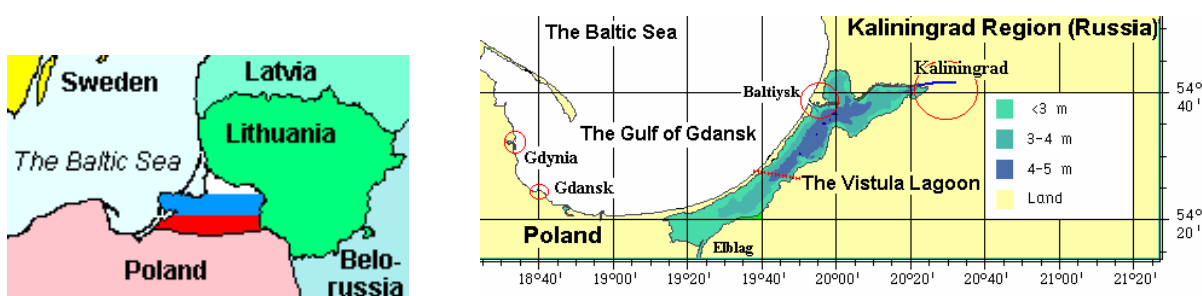 Sweden
Latvia
Lithuania
The Baltic Sea
Poland
Belo-
russia
The Baltic Sea
Kaliningrad Region (Russia)
Kaliningrad
Baltiysk
54°
40'
<3 m
3-4 m
4-5 m
Land
The Gulf of Gdansk
Gdynia
Gdansk
The Vistula Lagoon
54°
20'
Poland
Elblag
18°40' 19°00' 19°20' 19°40' 20°00' 20°20' 20°40' 21°00' 21°20'